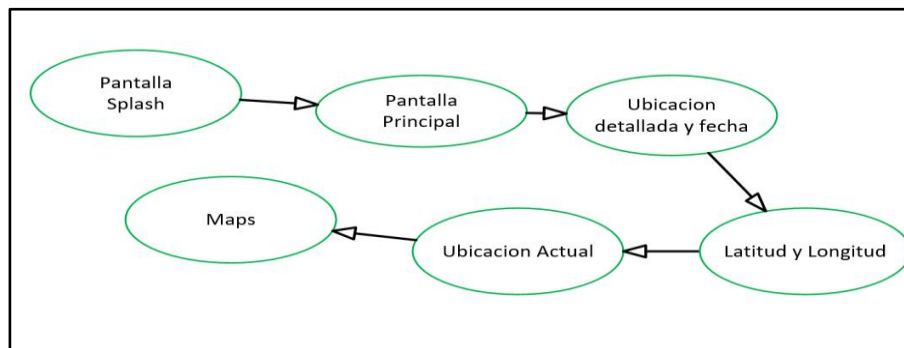 Pantalla
Splash
Pantalla
Principal
Ubicacion
detallada y fecha
Maps
Ubicacion Actual
Latitud y Longitud